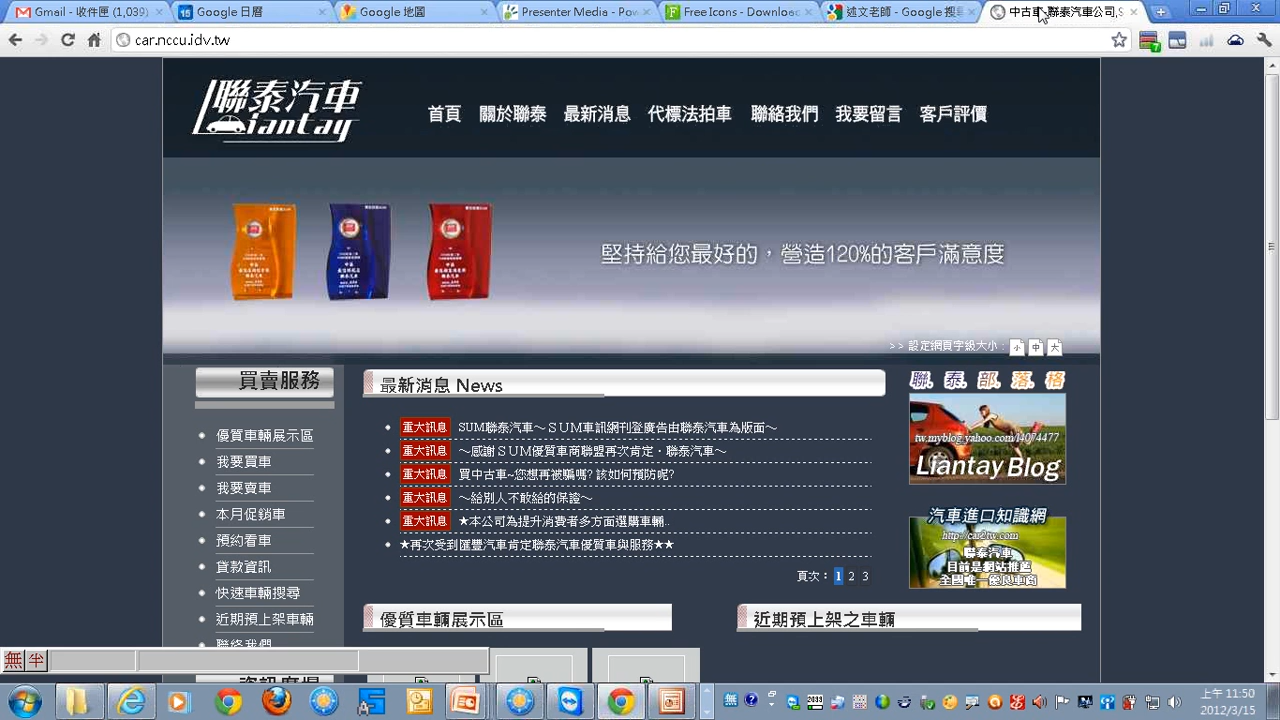 Gmail - 收件匣 (1,039)
Google 日曆
Google 地圖
Presenter Media - Pow
Free Icons - Download
述文老師 - Google 搜尋
中古車,聯泰汽車公司,S
car.nccu.idv.tw
聯泰汽車
Liantay
首頁 關於聯泰 最新消息 代標法拍車 聯絡我們 我要留言 客戶評價
堅持給您最好的，營造120%的客戶滿意度
>> 設定網頁字級大小 : 小 中 大
買賣服務
優質車輛展示區
我要買車
我要賣車
本月促銷車
預約看車
貸款資訊
快速車輛搜尋
近期預上架車輛
聯絡我們
最新消息 News
重大訊息 SUM聯泰汽車～ＳＵＭ車訊網刊登廣告由聯泰汽車為版面～
重大訊息 ～感謝ＳＵＭ優質車商聯盟再次肯定‧聯泰汽車～
重大訊息 買中古車~您想再被騙嗎? 該如何預防呢?
重大訊息 ～給別人不敢給的保證～
重大訊息 ★本公司為提升消費者多方面選購車輛..
★再次受到匯豐汽車肯定聯泰汽車優質車與服務★★
頁次： 1 2 3
聯 泰 部 落 格
tw.myblog.yahoo.com/l4074477
Liantay Blog
汽車進口知識網
http://car2tw.com
聯泰汽車
目前是網站推薦
優質車輛展示區
近期預上架之車輛
無 半
資訊廣場
無
上午 11:50
2012/3/15